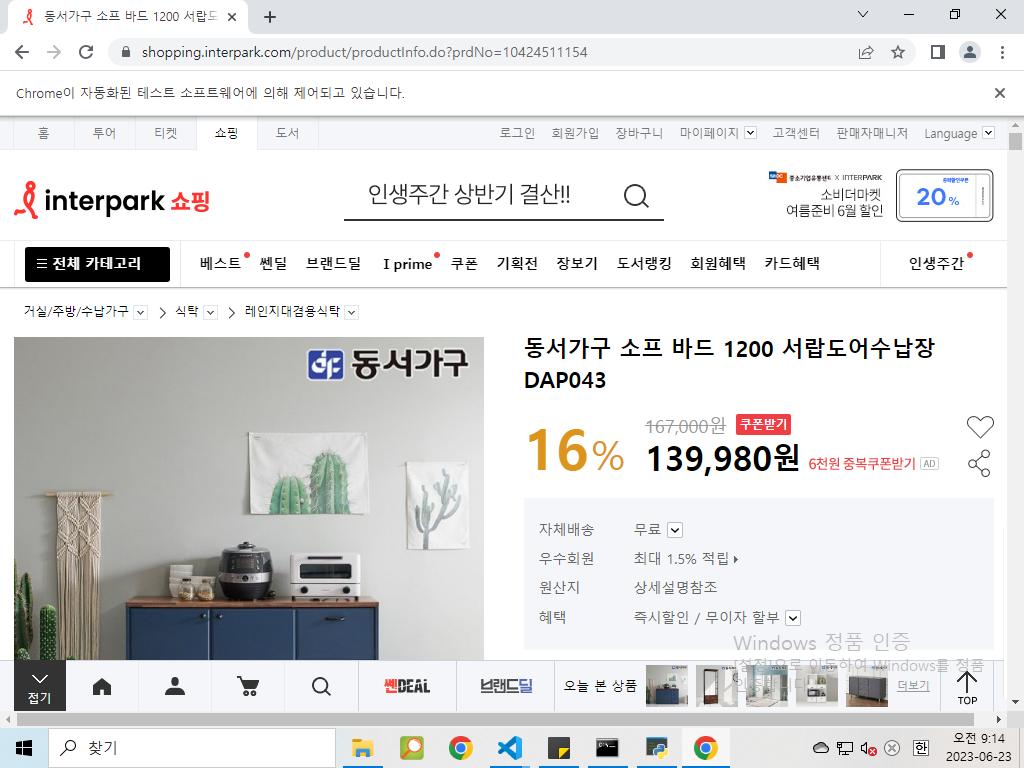 동서가구 소프 바드 1200 서랍도
shopping.interpark.com/product/productInfo.do?prdNo=10424511154
Chrome이 자동화된 테스트 소프트웨어에 의해 제어되고 있습니다.
홈 투어 티켓 쇼핑 도서 로그인 회원가입 장바구니 마이페이지 고객센터 판매자매니저 Language
interpark 쇼핑
인생주간 상반기 결산!!
중소기업유통센터 X INTERPARK
소비더마켓
여름준비 6월 할인
20%
전체 카테고리 베스트 쎈딜 브랜드딜 I prime 쿠폰 기획전 장보기 도서랭킹 회원혜택 카드혜택 인생주간
거실/주방/수납가구 식탁 레인지대겸용식탁
동서가구
동서가구 소프 바드 1200 서랍도어수납장
DAP043
16%
167,000원 쿠폰받기
139,980원 6천원 중복쿠폰받기 AD
자체배송 무료
우수회원 최대 1.5% 적립
원산지 상세설명참조
혜택 즉시할인 / 무이자 할부
Windows 정품 인증
[설정]으로 이동하여 Windows를 정품
접기
쎈DEAL 브랜드딜 오늘 본 상품 더보기 TOP
찾기
한
오전 9:14
2023-06-23